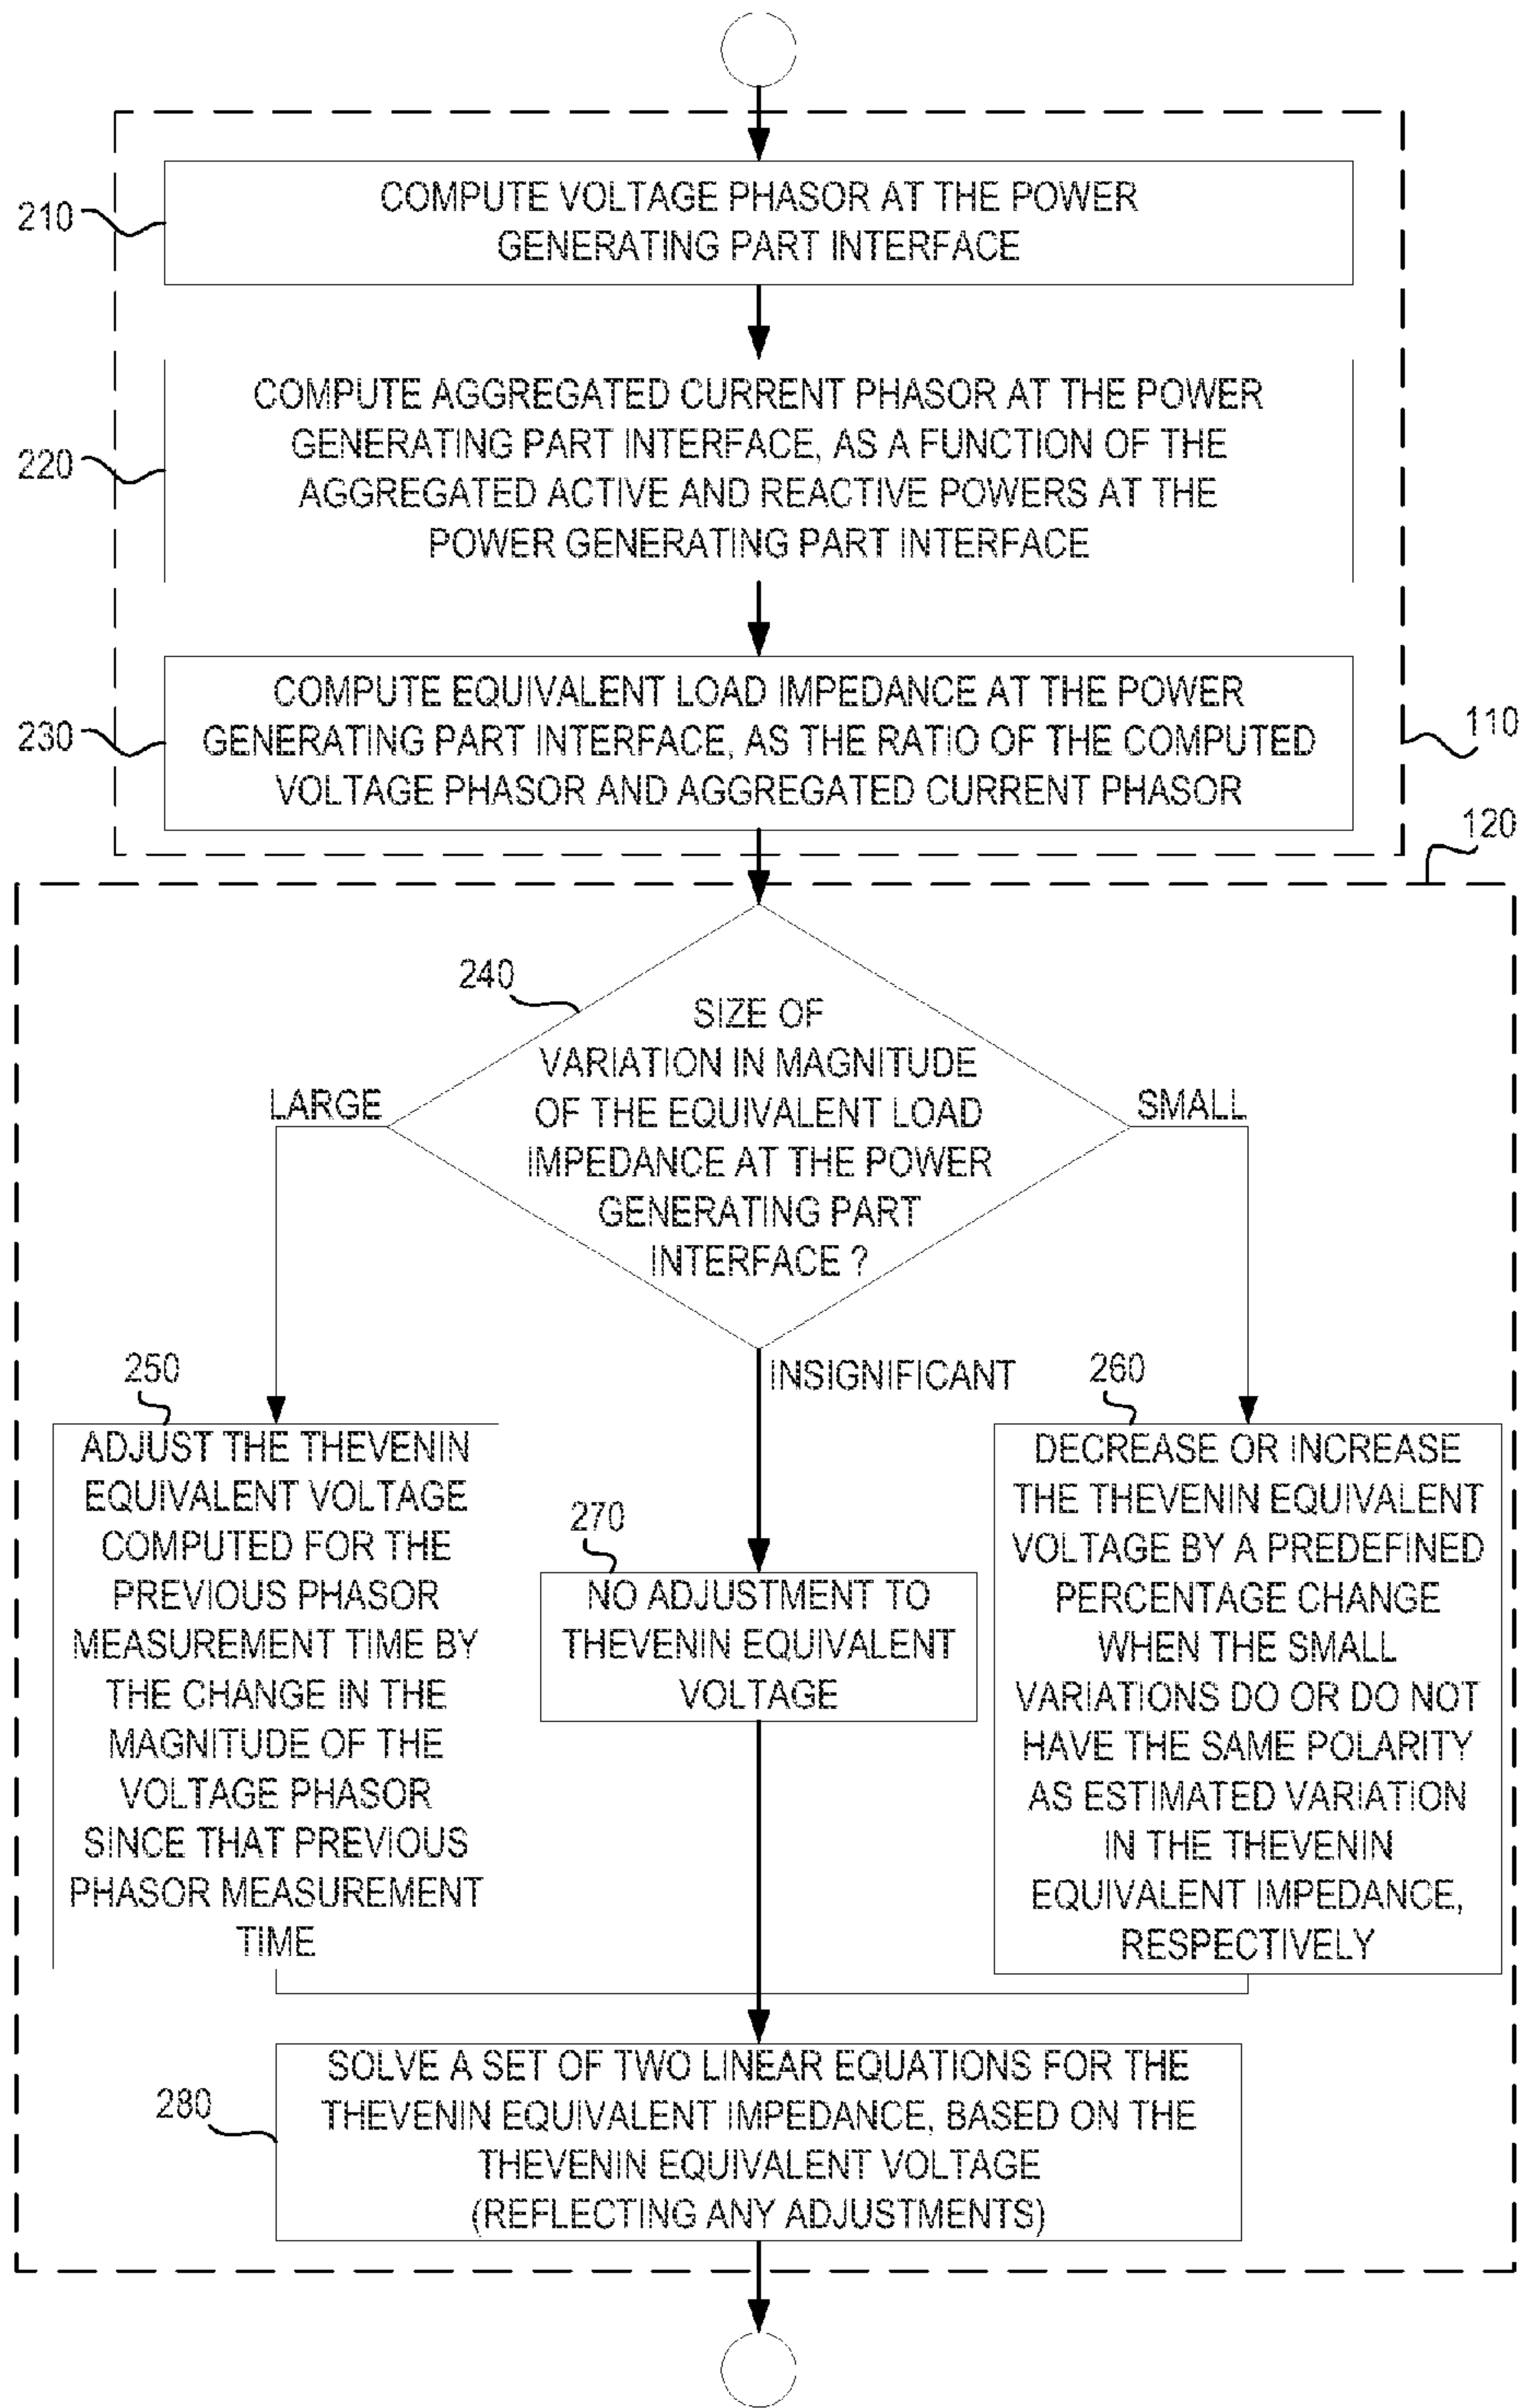 210
COMPUTE VOLTAGE PHASOR AT THE POWER
GENERATING PART INTERFACE
220
COMPUTE AGGREGATED CURRENT PHASOR AT THE POWER
GENERATING PART INTERFACE, AS A FUNCTION OF THE
AGGREGATED ACTIVE AND REACTIVE POWERS AT THE
POWER GENERATING PART INTERFACE
230
COMPUTE EQUIVALENT LOAD IMPEDANCE AT THE POWER
GENERATING PART INTERFACE, AS THE RATIO OF THE COMPUTED
VOLTAGE PHASOR AND AGGREGATED CURRENT PHASOR
110
120
240
SIZE OF
VARIATION IN MAGNITUDE
OF THE EQUIVALENT LOAD
IMPEDANCE AT THE POWER
GENERATING PART
INTERFACE ?
LARGE
SMALL
INSIGNIFICANT
250
ADJUST THE THEVENIN
EQUIVALENT VOLTAGE
COMPUTED FOR THE
PREVIOUS PHASOR
MEASUREMENT TIME BY
THE CHANGE IN THE
MAGNITUDE OF THE
VOLTAGE PHASOR
SINCE THAT PREVIOUS
PHASOR MEASUREMENT
TIME
270
NO ADJUSTMENT TO
THEVENIN EQUIVALENT
VOLTAGE
260
DECREASE OR INCREASE
THE THEVENIN EQUIVALENT
VOLTAGE BY A PREDEFINED
PERCENTAGE CHANGE
WHEN THE SMALL
VARIATIONS DO OR DO NOT
HAVE THE SAME POLARITY
AS ESTIMATED VARIATION
IN THE THEVENIN
EQUIVALENT IMPEDANCE,
RESPECTIVELY
280
SOLVE A SET OF TWO LINEAR EQUATIONS FOR THE
THEVENIN EQUIVALENT IMPEDANCE, BASED ON THE
THEVENIN EQUIVALENT VOLTAGE
(REFLECTING ANY ADJUSTMENTS)